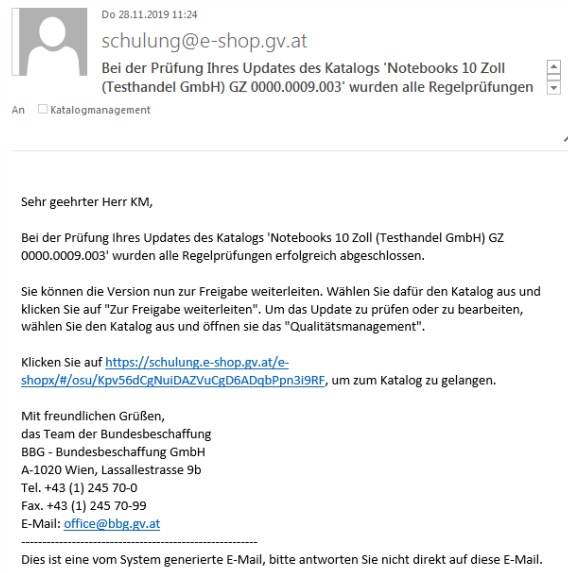 Do 28.11.2019 11:24
schulung@e-shop.gv.at
Bei der Prüfung Ihres Updates des Katalogs 'Notebooks 10 Zoll
(Testhandel GmbH) GZ 0000.0009.003' wurden alle Regelprüfungen
An Katalogmanagement
Sehr geehrter Herr KM,
Bei der Prüfung Ihres Updates des Katalogs 'Notebooks 10 Zoll (Testhandel GmbH) GZ
0000.0009.003' wurden alle Regelprüfungen erfolgreich abgeschlossen.
Sie können die Version nun zur Freigabe weiterleiten. Wählen Sie dafür den Katalog aus und
klicken Sie auf "Zur Freigabe weiterleiten". Um das Update zu prüfen oder zu bearbeiten,
wählen Sie den Katalog aus und öffnen sie das "Qualitätsmanagement".
Klicken Sie auf https://schulung.e-shop.gv.at/e-
shopx/#/osu/Kpv56dCgNuiDAZVuCgD6ADqbPpn3i9RF, um zum Katalog zu gelangen.
Mit freundlichen Grüßen,
das Team der Bundesbeschaffung
BBG - Bundesbeschaffung GmbH
A-1020 Wien, Lassallestrasse 9b
Tel. +43 (1) 245 70-0
Fax. +43 (1) 245 70-99
E-Mail: office@bbg.gv.at
--------------------------------------------------------
Dies ist eine vom System generierte E-Mail, bitte antworten Sie nicht direkt auf diese E-Mail.